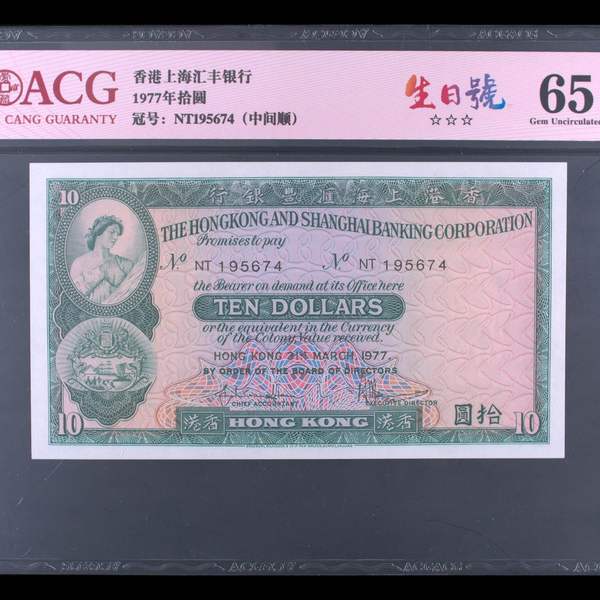 ACG
CANG GUARANTY
香港上海汇丰银行
1977年拾圆
冠号：NT195674（中间顺）
生日號
☆☆☆
65
Gem Uncirculated
10
行銀豐匯海上港香
THE HONGKONG AND SHANGHAI BANKING CORPORATION
Promises to pay
No NT 195674 No NT 195674
the Bearer on demand at its Office here
TEN DOLLARS
or the equivalent in the Currency
of the Colony, Value received.
HONG KONG 31st MARCH, 1977.
BY ORDER OF THE BOARD OF DIRECTORS
CHIEF ACCOUNTANT EXECUTIVE DIRECTOR
10 港香 HONG KONG 港香 圓拾 10